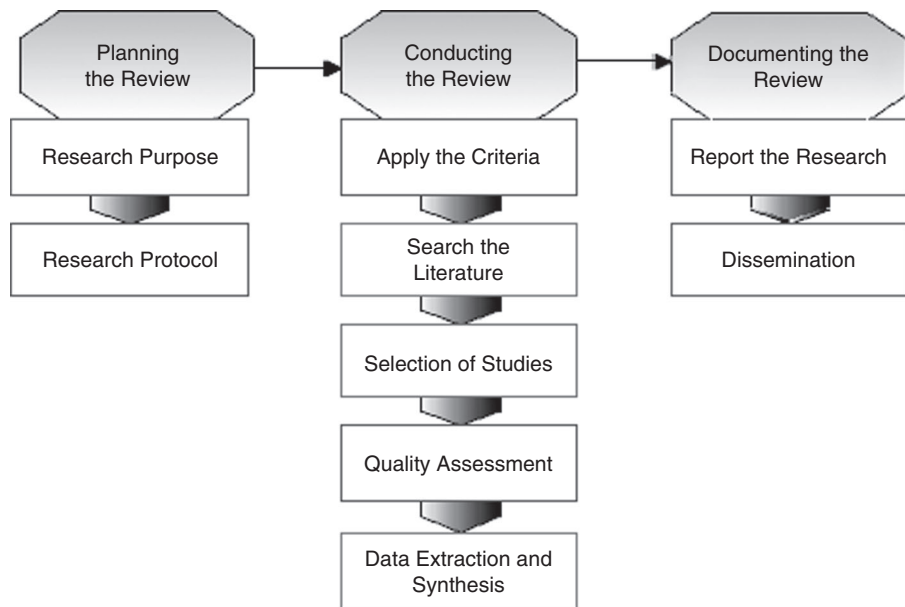 Planning
the Review
Conducting
the Review
Documenting the
Review
Research Purpose
Research Protocol
Apply the Criteria
Search the
Literature
Selection of Studies
Quality Assessment
Data Extraction and
Synthesis
Report the Research
Dissemination